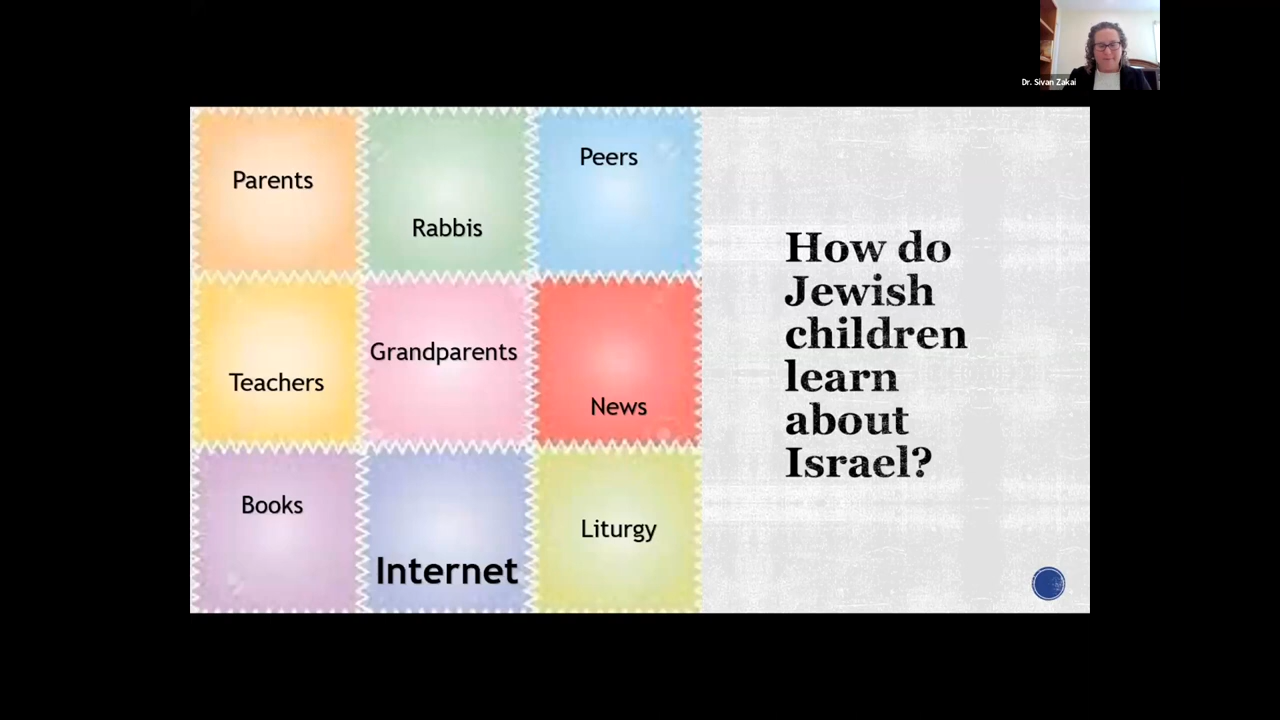 Dr. Sivan Zakai
Parents
Rabbis
Peers
Teachers
Grandparents
News
Books
Internet
Liturgy
How do
Jewish
children
learn
about
Israel?